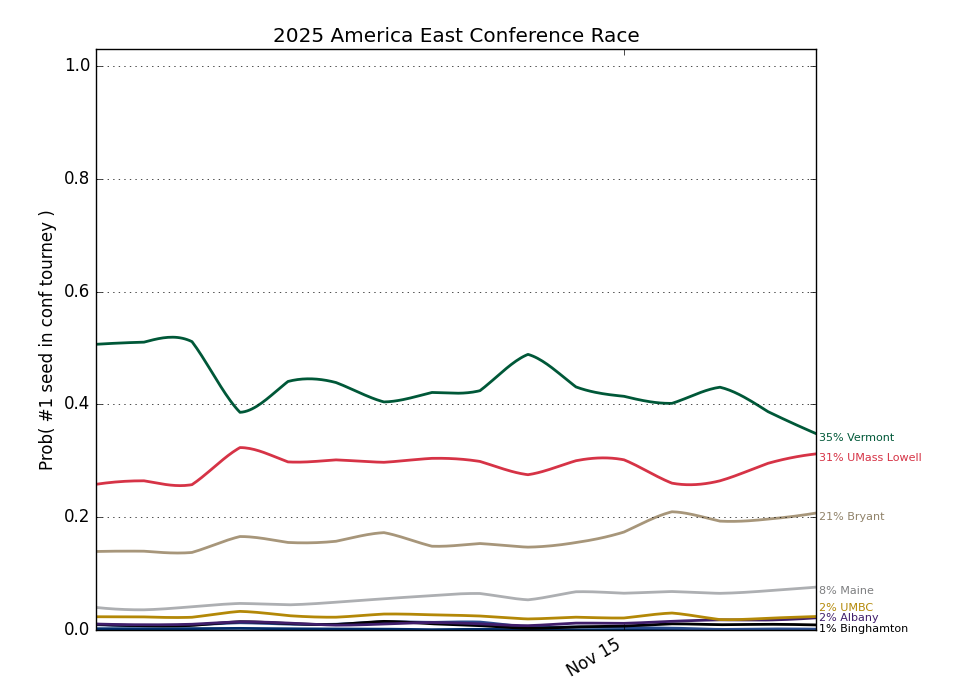 2025 America East Conference Race
Prob( #1 seed in conf tourney )
1.0
0.8
0.6
0.4
0.2
0.0
Nov 15
35% Vermont
31% UMass Lowell
21% Bryant
8% Maine
2% UMBC
2% Albany
1% Binghamton